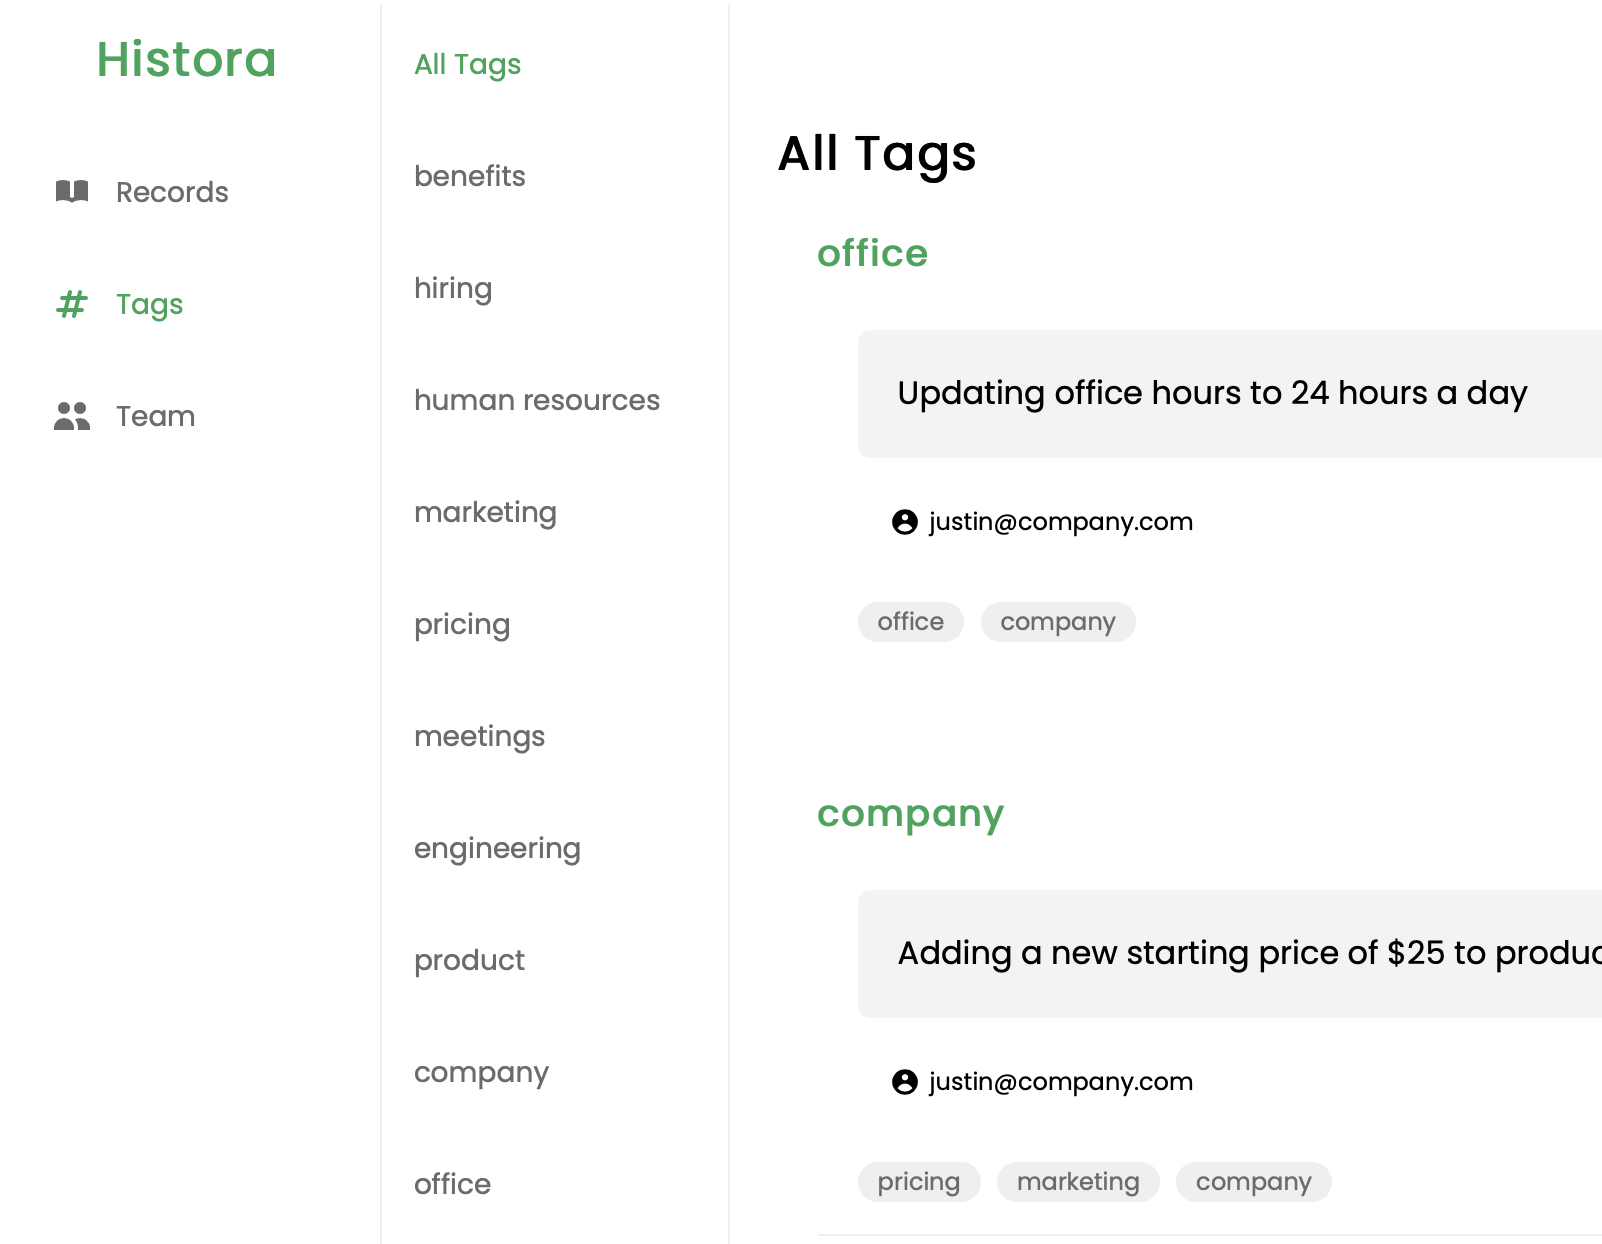 Histora
Records
Tags
Team
All Tags
benefits
hiring
human resources
marketing
pricing
meetings
engineering
product
company
office
All Tags
office
Updating office hours to 24 hours a day
justin@company.com
office company
company
Adding a new starting price of $25 to
justin@company.com
pricing marketing company